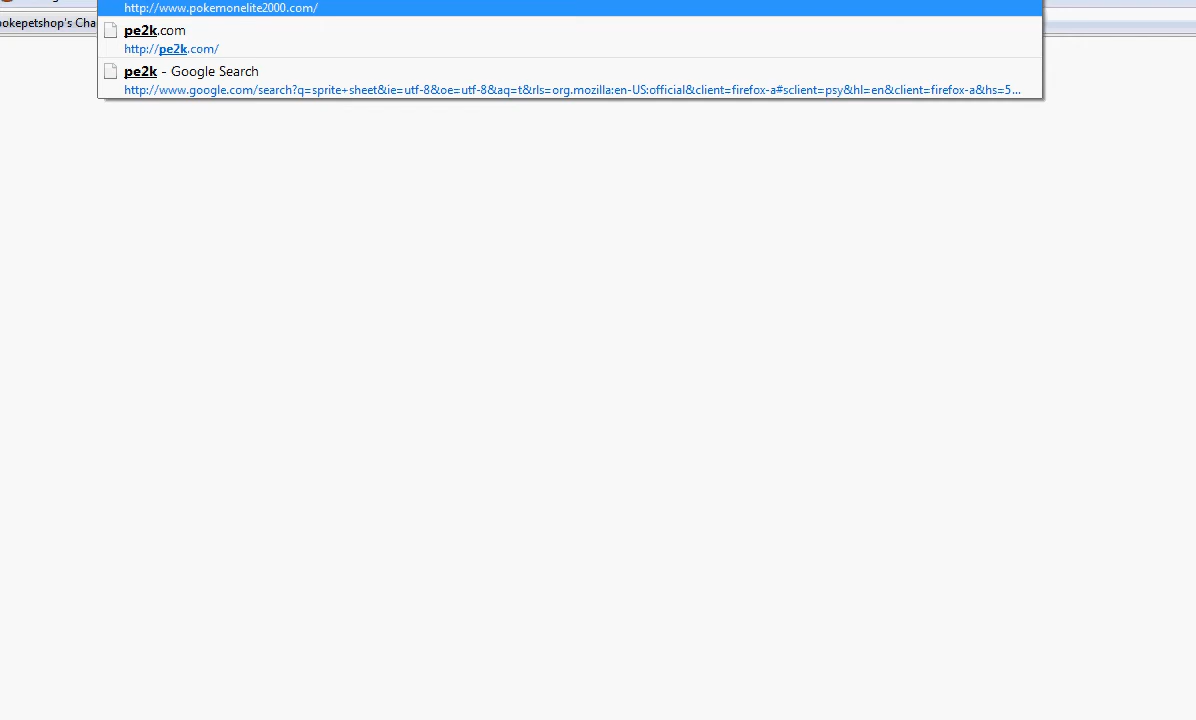 http://www.pokemonelite2000.com/
pokepetshop's Cha
pe2k.com
http://pe2k.com/
pe2k - Google Search
http://www.google.com/search?q=sprite+sheet&ie=utf-8&oe=utf-8&aq=t&rls=org.mozilla:en-US:official&client=firefox-a#sclient=psy&hl=en&client=firefox-a&hs=5...